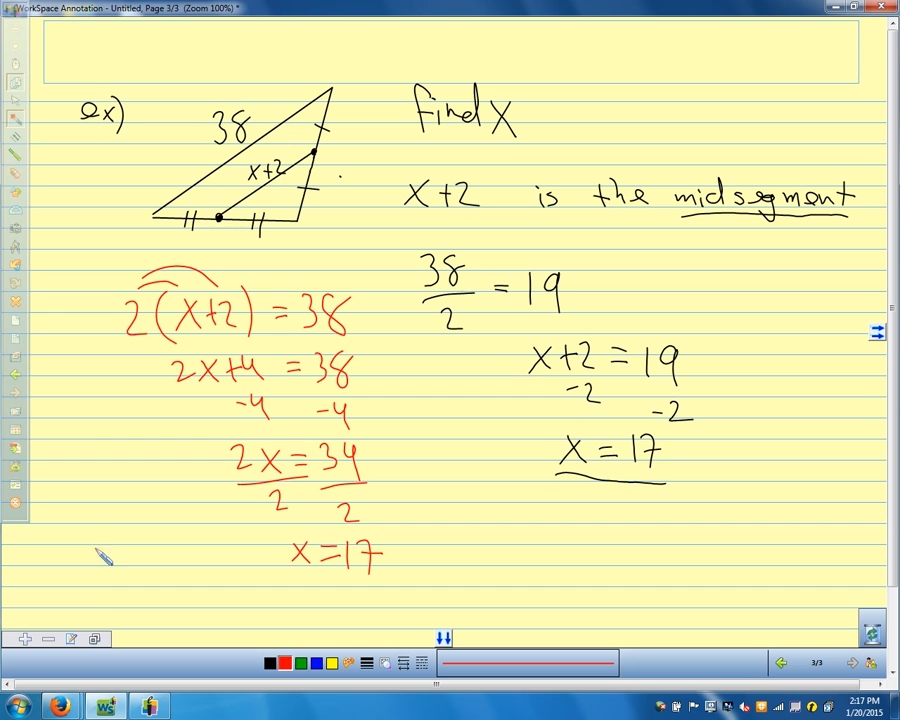 WorkSpace Annotation - Untitled, Page 3/3 (Zoom 100%) *
ex)
38
x+2
find x
x+2 is the midsegment
38/2 = 19
x+2 = 19
-2 -2
x = 17
2(x+2) = 38
2x+4 = 38
-4 -4
2x = 34
2 2
x = 17
3/3
2:17 PM
1/20/2015